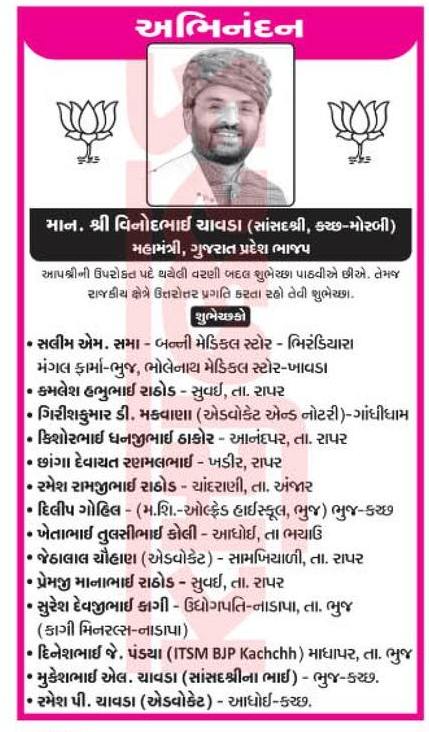 અભિનંદન
માન. શ્રી વિનોદભાઈ ચાવડા (સાંસદશ્રી, કચ્છ-મોરબી)
મહામંત્રી, ગુજરાત પ્રદેશ ભાજપ
આપશ્રીની ઉપરોક્ત પદે થયેલી વરણી બદલ શુભેચ્છા પાઠવીએ છીએ. તેમજ
રાજકીય ક્ષેત્રે ઉત્તરોત્તર પ્રગતિ કરતા રહો તેવી શુભેચ્છા.
શુભેચ્છકો
• સલીમ એમ. સમા - બન્ની મેડિકલ સ્ટોર - ભિરંડિયારા
મંગલ ફાર્મા-ભુજ, ભોલેનાથ મેડિકલ સ્ટોર-ખાવડા
• કમલેશ હભુભાઈ રાઠોડ - સુવઈ, તા. રાપર
• ગિરીશકુમાર ડી. મકવાણા (એડવોકેટ એન્ડ નોટરી)-ગાંધીધામ
• કિશોરભાઈ ધનજીભાઈ ઠાકોર - આનંદપર, તા. રાપર
• છાંગા દેવાયત રણમલભાઈ - ખડીર, રાપર
• રમેશ રામજીભાઈ રાઠોડ - ચાંદરાણી, તા. અંજાર
• દિલીપ ગોહિલ - (મ.શિ.-ઓલ્ફ્રેડ હાઈસ્કૂલ, ભુજ) ભુજ-કચ્છ
• ખેતાભાઈ તુલસીભાઈ કોલી - આધોઈ, તા ભચાઉ
• જેઠાલાલ ચૌહાણ (એડવોકેટ) - સામખિયાળી, તા. રાપર
• પ્રેમજી માનાભાઈ રાઠોડ - સુવઈ, તા. રાપર
• સુરેશ દેવજીભાઈ કાગી - ઉદ્યોગપતિ-નાડાપા, તા. ભુજ
(કાગી મિનરલ્સ-નાડાપા)
• દિનેશભાઈ જે. પંડયા (ITSM BJP Kachchh) માધાપર, તા. ભુજ
• મુકેશભાઈ એલ. ચાવડા (સાંસદશ્રીના ભાઈ) - ભુજ-કચ્છ.
• રમેશ પી. ચાવડા (એડવોકેટ) - આધોઈ-કચ્છ.